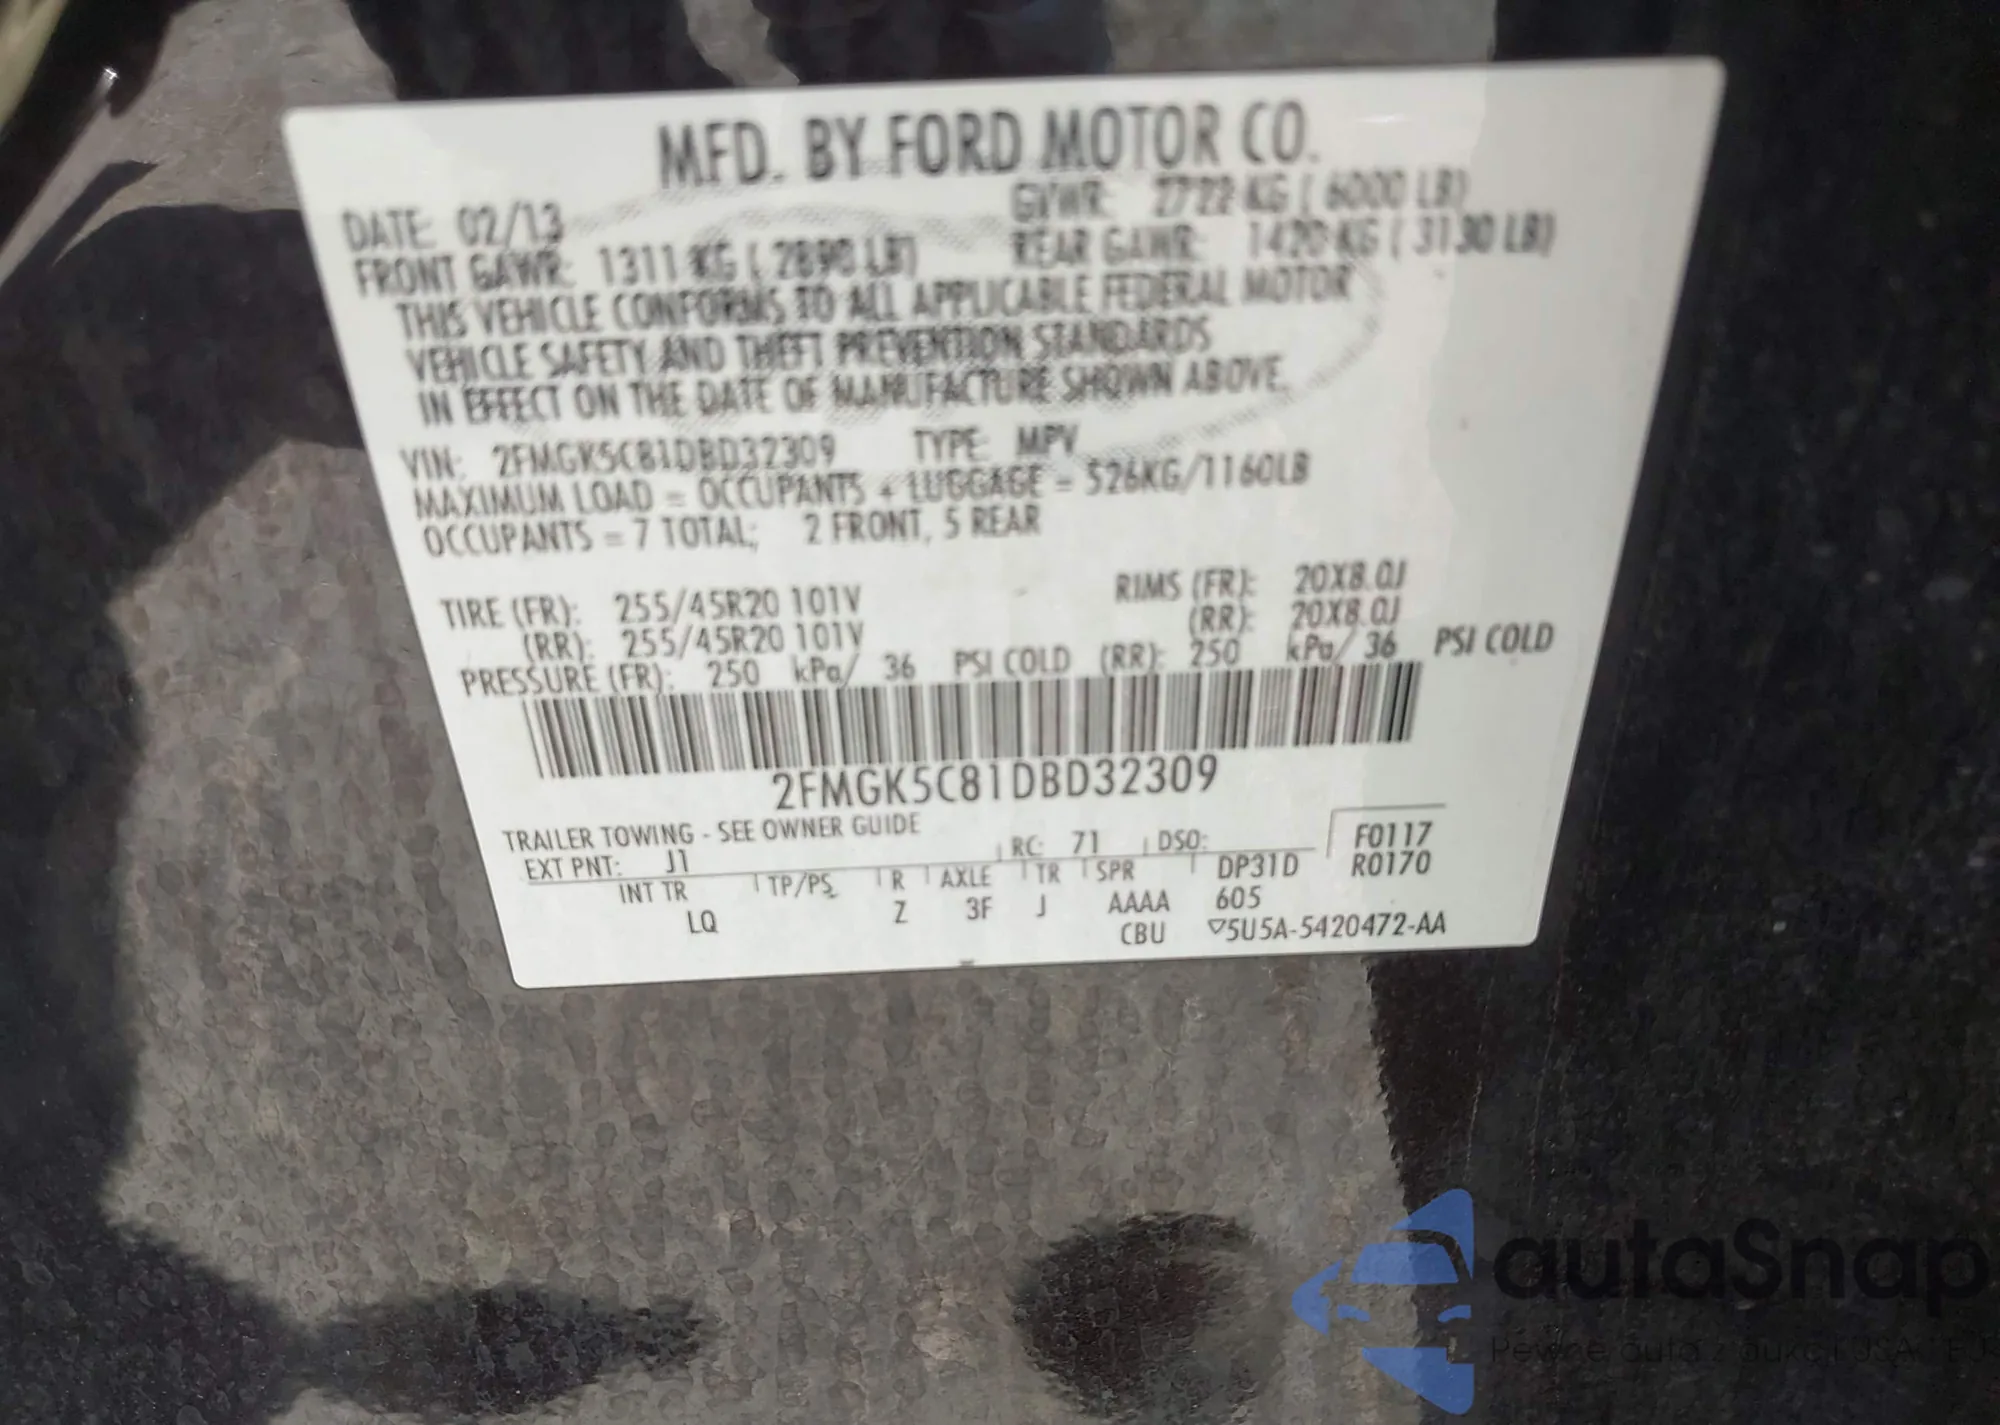 MFD. BY FORD MOTOR CO.
DATE: 02/13 GVWR: 2722 KG ( 6000 LB)
FRONT GAWR: 1311 KG ( 2890 LB) REAR GAWR: 1420 KG ( 3130 LB)
THIS VEHICLE CONFORMS TO ALL APPLICABLE FEDERAL MOTOR
VEHICLE SAFETY AND THEFT PREVENTION STANDARDS
IN EFFECT ON THE DATE OF MANUFACTURE SHOWN ABOVE.
VIN: 2FMGK5C81DBD32309 TYPE: MPV
MAXIMUM LOAD = OCCUPANTS + LUGGAGE = 526KG/1160LB
OCCUPANTS = 7 TOTAL; 2 FRONT, 5 REAR
TIRE (FR): 255/45R20 101V RIMS (FR): 20X8.0J
(RR): 255/45R20 101V (RR): 20X8.0J
PRESSURE (FR): 250 kPa/ 36 PSI COLD (RR): 250 kPa/ 36 PSI COLD
2FMGK5C81DBD32309
TRAILER TOWING - SEE OWNER GUIDE
EXT PNT: J1 RC: 71 DSO: F0117
INT TR TP/PS R AXLE TR SPR DP31D R0170
LQ Z 3F J AAAA 605
CBU ▽5U5A-5420472-AA
autaSnap
Pewne auta z aukcji USA